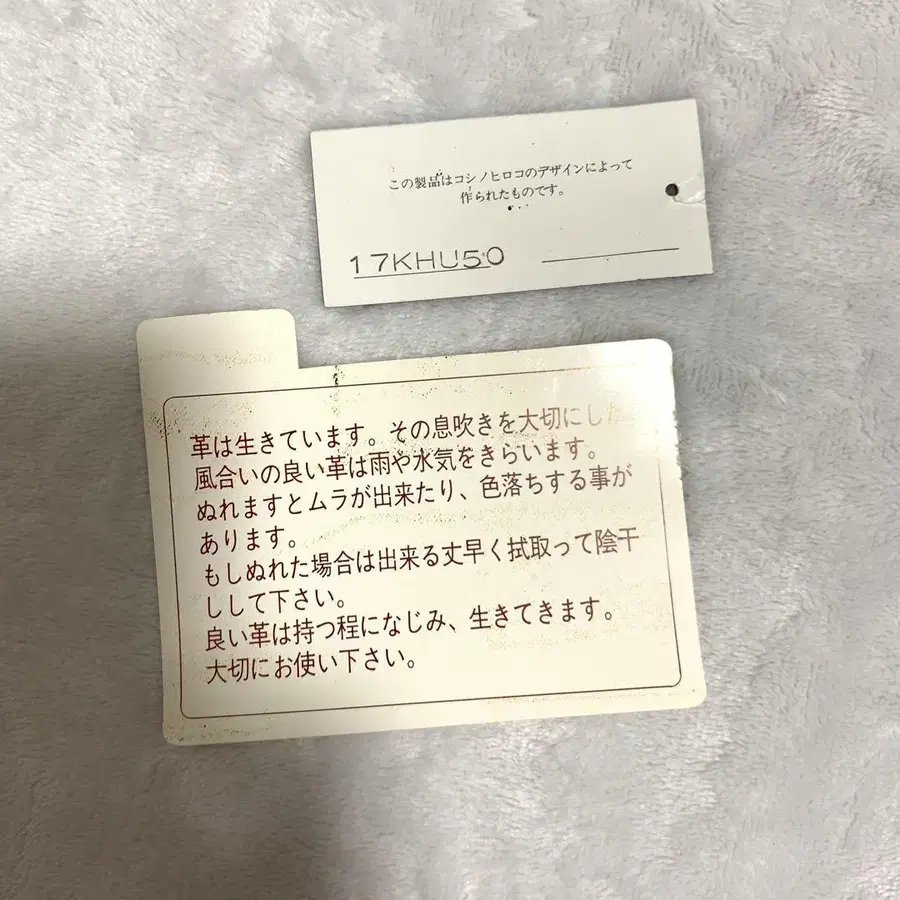 この製品はコシノヒロコのデザインによって
作られたものです。
17KHU50
革は生きています。その息吹きを大切にした
風合いの良い革は雨や水気をきらいます。
ぬれますとムラが出来たり、色落ちする事が
あります。
もしぬれた場合は出来る丈早く拭取って陰干
しして下さい。
良い革は持つ程になじみ、生きてきます。
大切にお使い下さい。